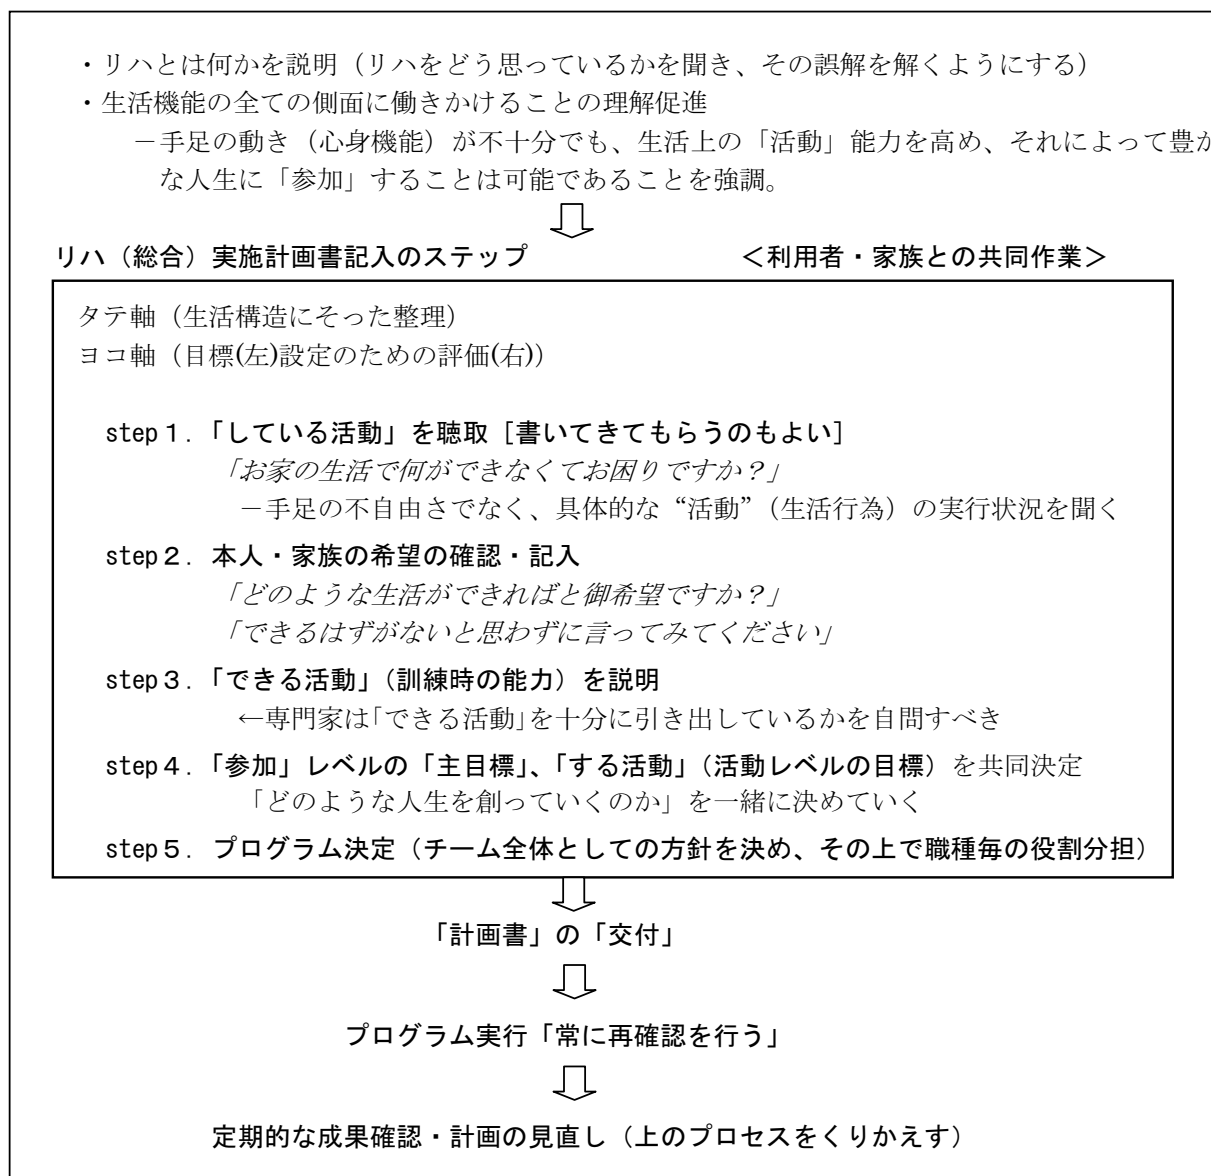 ・リハとは何かを説明（リハをどう思っているかを聞き、その誤解を解くようにする）
・生活機能の全ての側面に働きかけることの理解促進
－手足の動き（心身機能）が不十分でも、生活上の「活動」能力を高め、それによって豊か
な人生に「参加」することは可能であることを強調。
リハ（総合）実施計画書記入のステップ ＜利用者・家族との共同作業＞
タテ軸（生活構造にそった整理）
ヨコ軸（目標(左)設定のための評価(右)）
step１．「している活動」を聴取［書いてきてもらうのもよい］
「お家の生活で何ができなくてお困りですか？」
－手足の不自由さでなく、具体的な“活動”（生活行為）の実行状況を聞く
step２．本人・家族の希望の確認・記入
「どのような生活ができればと御希望ですか？」
「できるはずがないと思わずに言ってみてください」
step３．「できる活動」（訓練時の能力）を説明
←専門家は「できる活動」を十分に引き出しているかを自問すべき
step４．「参加」レベルの「主目標」、「する活動」（活動レベルの目標）を共同決定
「どのような人生を創っていくのか」を一緒に決めていく
step５．プログラム決定（チーム全体としての方針を決め、その上で職種毎の役割分担）
「計画書」の「交付」
プログラム実行「常に再確認を行う」
定期的な成果確認・計画の見直し（上のプロセスをくりかえす）